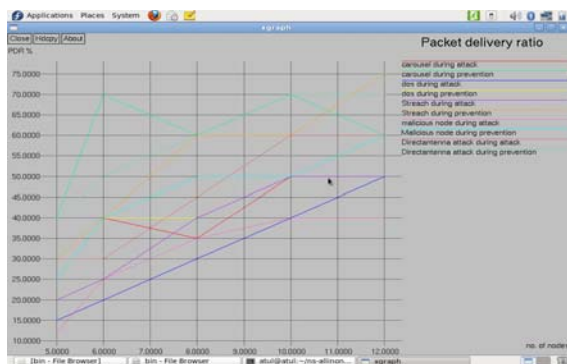 Applications Places System
xgraph
Close Hdcpy About
Packet delivery ratio
PDR %
carousel during attack
carousel during prevention
dos during attack
dos during prevention
Streach during attack
Streach during prevention
malicious node during attack
Malicious node during prevention
Directantenna attack during attack
Directantenna attack during prevention
75.0000
70.0000
65.0000
60.0000
55.0000
50.0000
45.0000
40.0000
35.0000
30.0000
25.0000
20.0000
15.0000
10.0000
no. of nodes
5.0000 6.0000 7.0000 8.0000 9.0000 10.0000 11.0000 12.0000
[bin - File Browser] bin - File Browser atul@atul:~/ns-allinon... xgraph